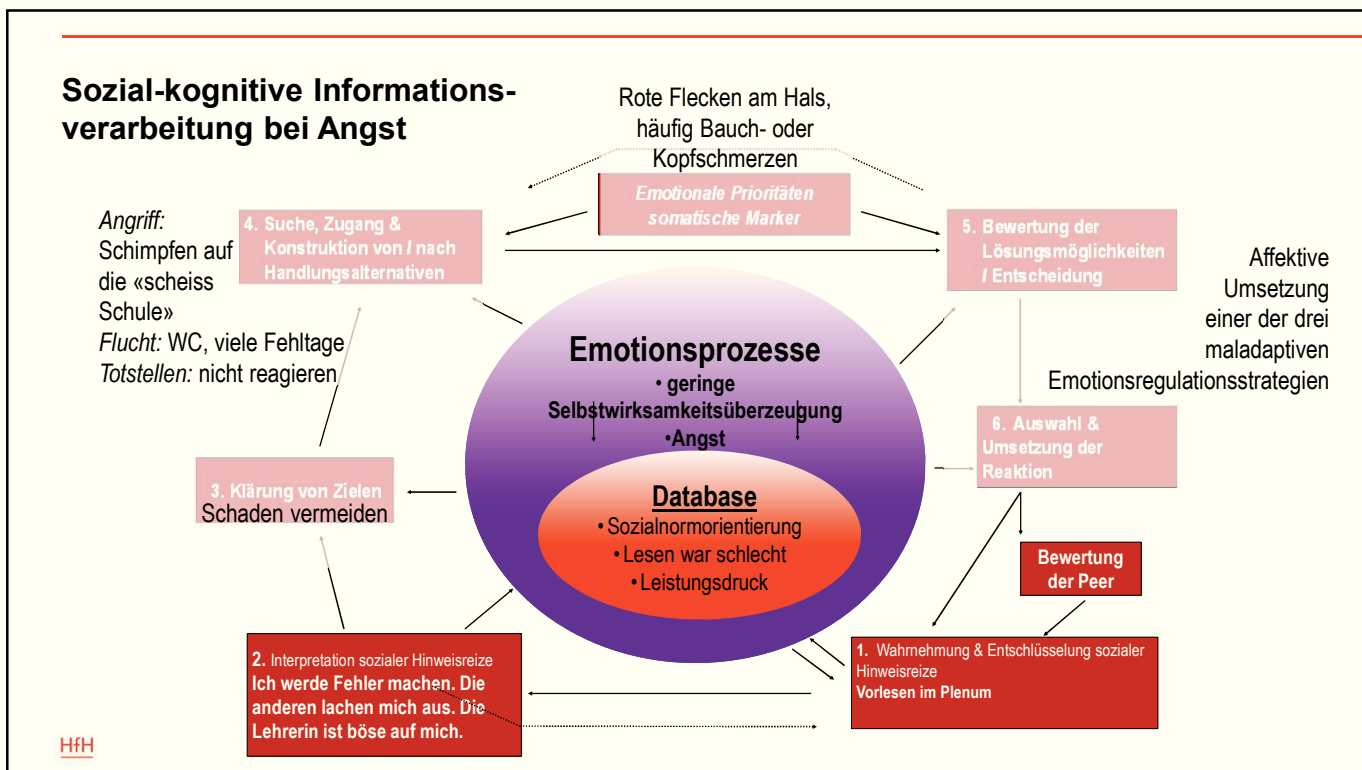 Sozial-kognitive Informations-
verarbeitung bei Angst
Rote Flecken am Hals,
häufig Bauch- oder
Kopfschmerzen
Emotionale Prioritäten
somatische Marker
Angriff:
Schimpfen auf
die «scheiss
Schule»
Flucht: WC, viele Fehltage
Totstellen: nicht reagieren
4. Suche, Zugang &
Konstruktion von / nach
Handlungsalternativen
5. Bewertung der
Lösungsmöglichkeiten
/ Entscheidung
Affektive
Umsetzung
einer der drei
maladaptiven
Emotionsregulationsstrategien
Emotionsprozesse
• geringe
Selbstwirksamkeitsüberzeugung
•Angst
6. Auswahl &
Umsetzung der
Reaktion
3. Klärung von Zielen
Schaden vermeiden
Database
• Sozialnormorientierung
• Lesen war schlecht
• Leistungsdruck
Bewertung
der Peer
2. Interpretation sozialer Hinweisreize
Ich werde Fehler machen. Die
anderen lachen mich aus. Die
Lehrerin ist böse auf mich.
1. Wahrnehmung & Entschlüsselung sozialer
Hinweisreize
Vorlesen im Plenum
HfH